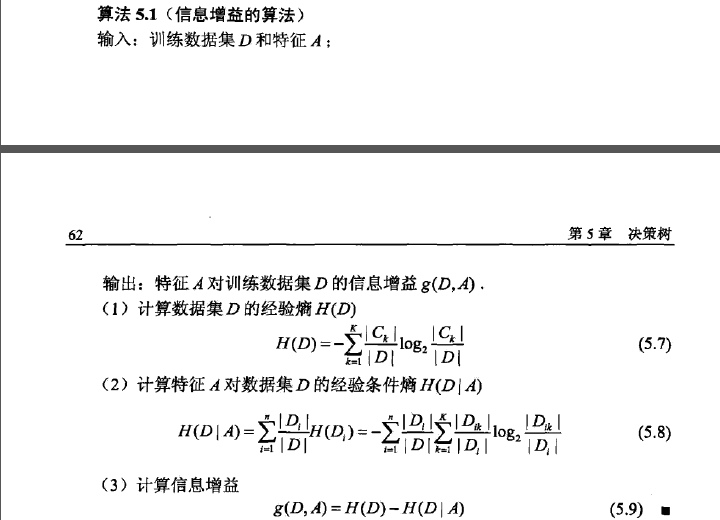 算法 5.1（信息增益的算法）
输入：训练数据集 D 和特征 A；
62 第 5 章 决策树
输出：特征 A 对训练数据集 D 的信息增益 g(D,A)．
（1）计算数据集 D 的经验熵 H(D)
H(D)=-\sum_{k=1}^{K}\frac{|C_k|}{|D|}\log_2\frac{|C_k|}{|D|} (5.7)
（2）计算特征 A 对数据集 D 的经验条件熵 H(D|A)
H(D|A)=\sum_{i=1}^{n}\frac{|D_i|}{|D|}H(D_i)=-\sum_{i=1}^{n}\frac{|D_i|}{|D|}\sum_{k=1}^{K}\frac{|D_{ik}|}{|D_i|}\log_2\frac{|D_{ik}|}{|D_i|} (5.8)
（3）计算信息增益
g(D,A)=H(D)-H(D|A) (5.9) ■